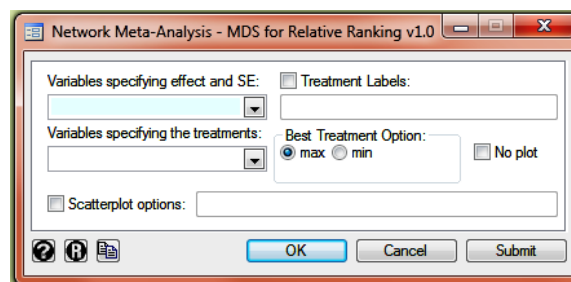 Network Meta-Analysis - MDS for Relative Ranking v1.0
Variables specifying effect and SE:
Treatment Labels:
Variables specifying the treatments:
Best Treatment Option:
max
min
No plot
Scatterplot options:
? R
OK
Cancel
Submit